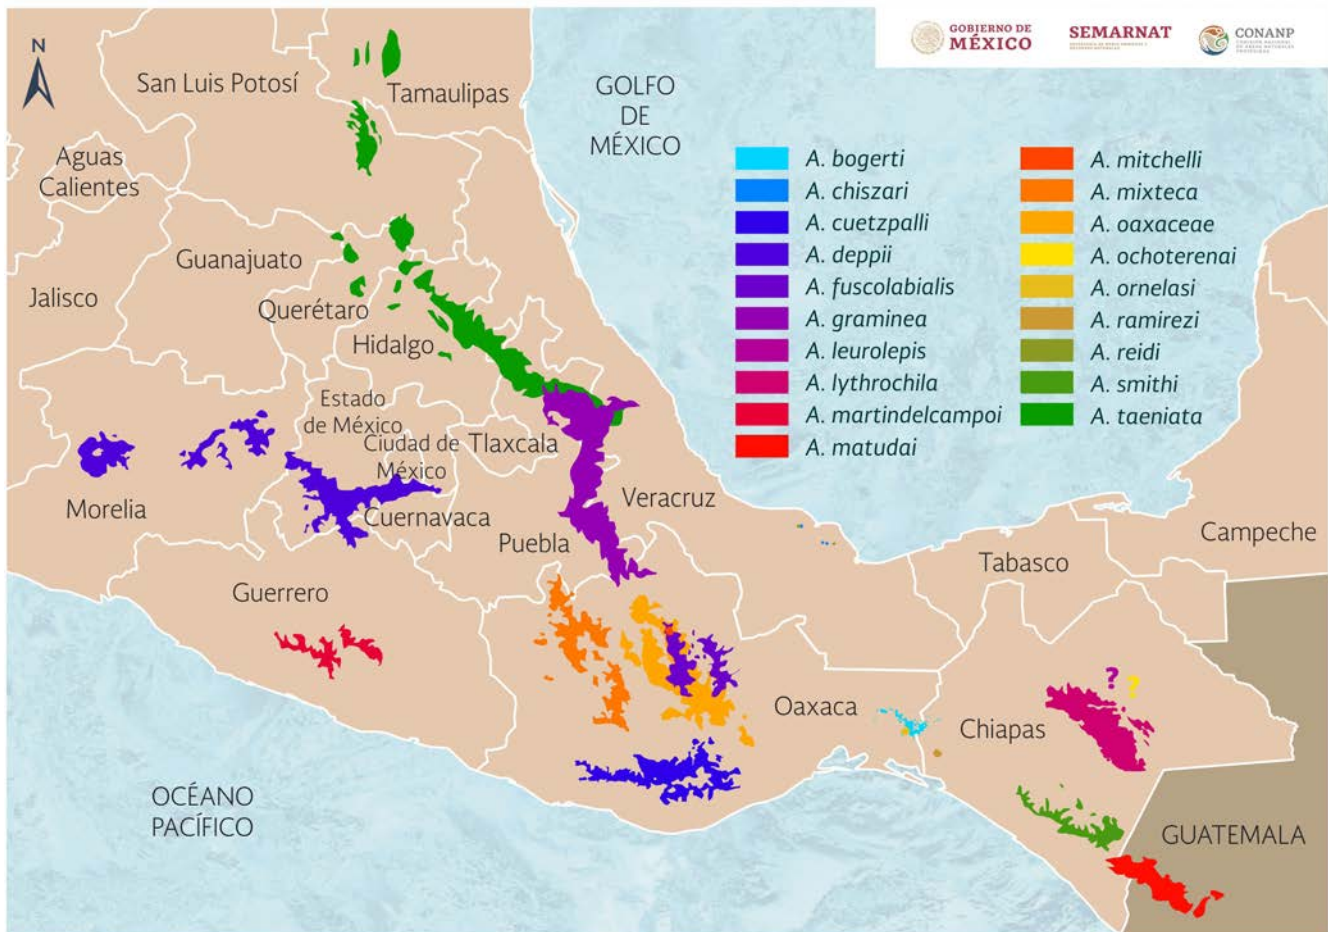 GOBIERNO DE
MÉXICO
SEMARNAT
CONANP
N
San Luis Potosí
Tamaulipas
GOLFO
DE
MÉXICO
Aguas
Calientes
Jalisco
Guanajuato
Querétaro
Hidalgo
Estado
de México
Ciudad de
México
Tlaxcala
Morelia
Cuernavaca
Puebla
Veracruz
Guerrero
Oaxaca
Tabasco
Campeche
Chiapas
?
?
GUATEMALA
OCÉANO
PACÍFICO
A. bogerti
A. chiszari
A. cuetzpalli
A. deppii
A. fuscolabialis
A. graminea
A. leurolepis
A. lythrochila
A. martindelcampoi
A. matudai
A. mitchelli
A. mixteca
A. oaxaceae
A. ochoterenai
A. ornelasi
A. ramirezi
A. reidi
A. smithi
A. taeniata